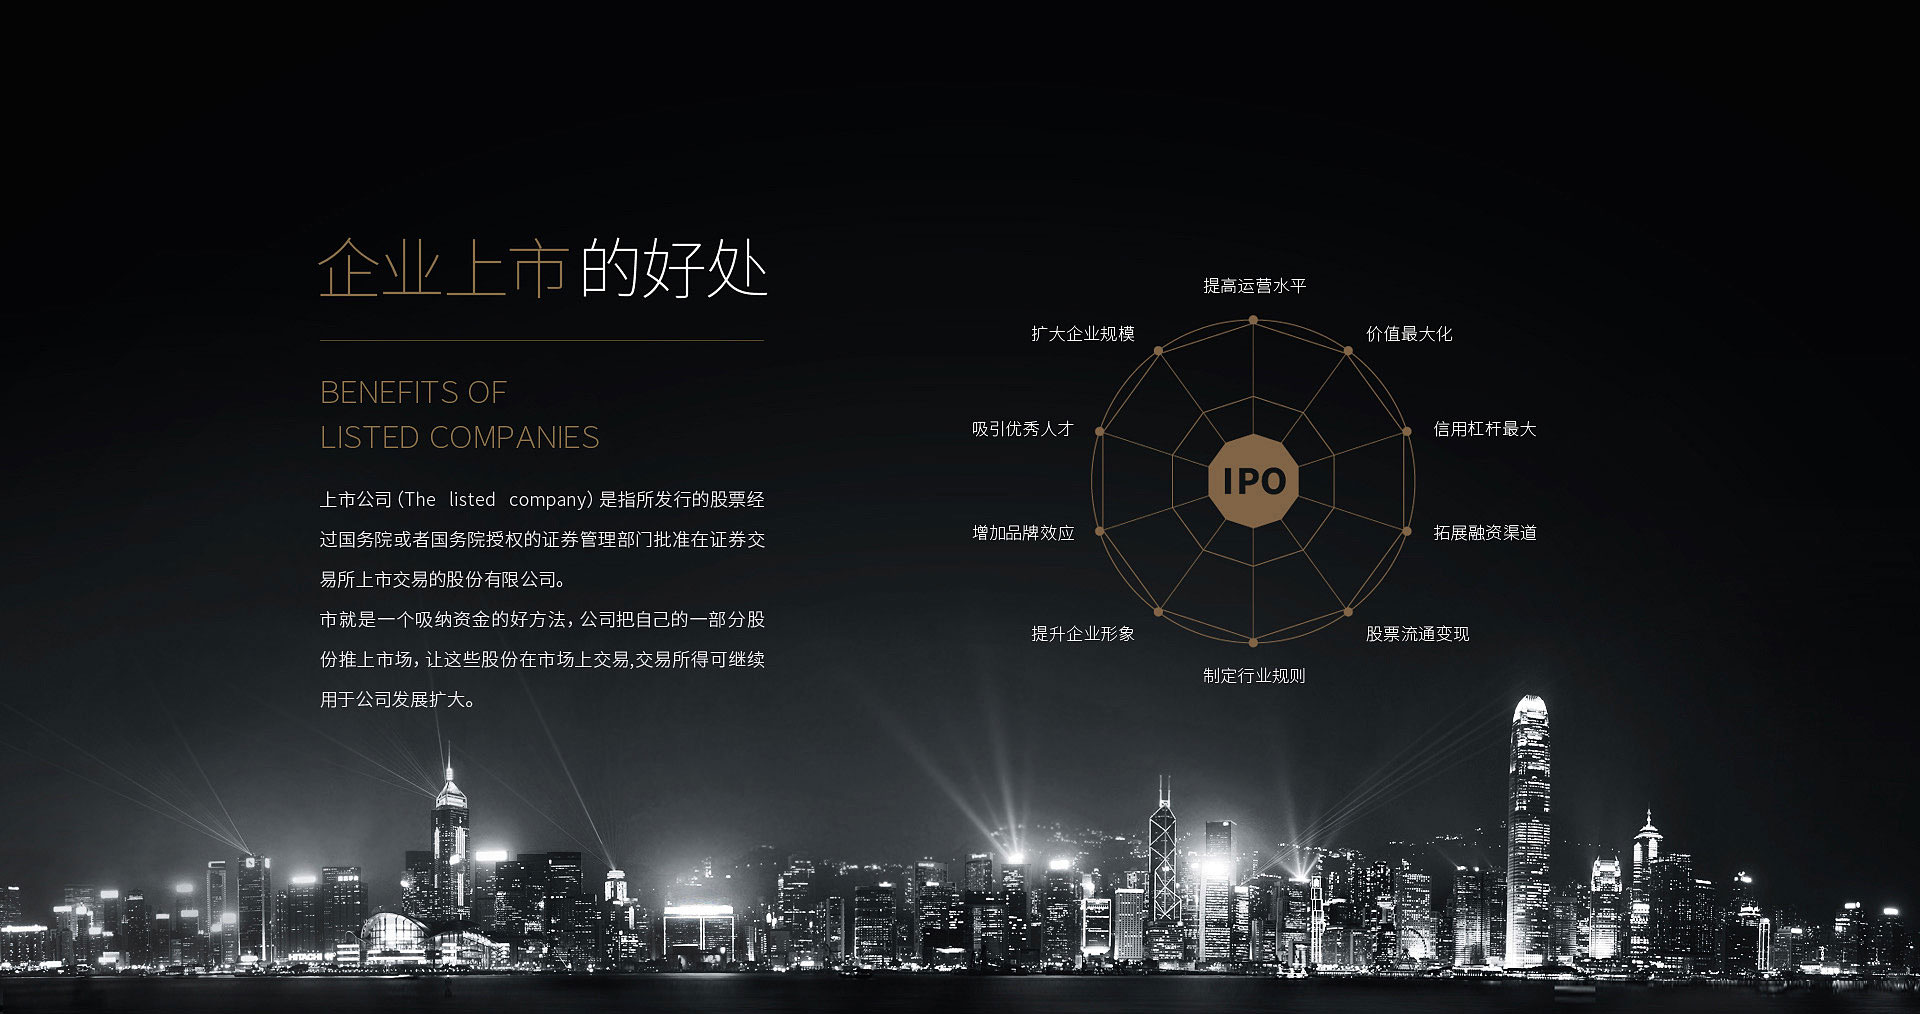 企业上市的好处
BENEFITS OF
LISTED COMPANIES
上市公司(The listed company)是指所发行的股票经
过国务院或者国务院授权的证券管理部门批准在证券交
易所上市交易的股份有限公司。
市就是一个吸纳资金的好方法，公司把自己的一部分股
份推上市场，让这些股份在市场上交易,交易所得可继续
用于公司发展扩大。
提高运营水平
扩大企业规模
价值最大化
吸引优秀人才
信用杠杆最大
IPO
增加品牌效应
拓展融资渠道
提升企业形象
股票流通变现
制定行业规则
HITACHI